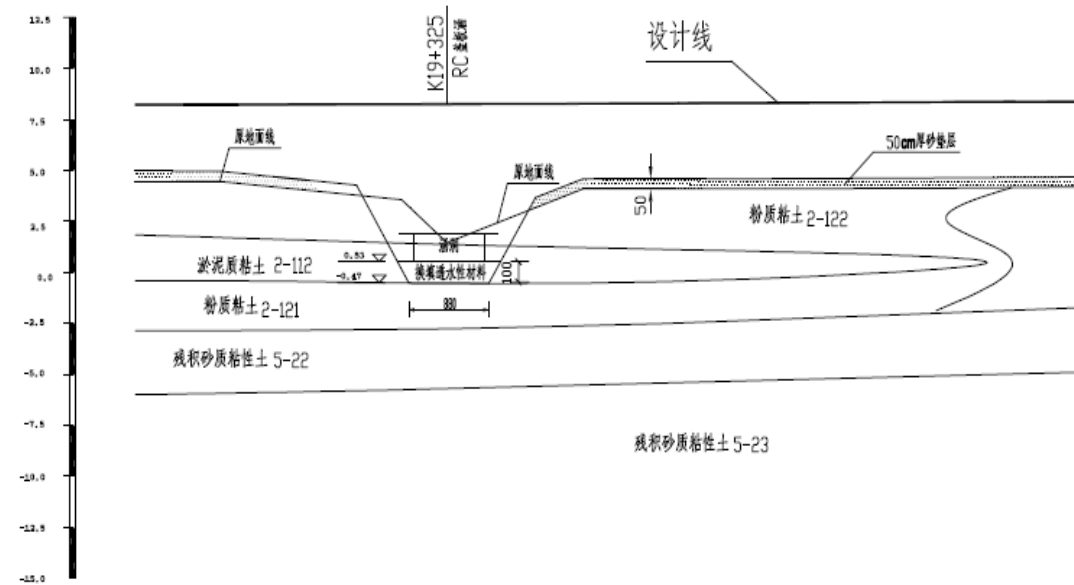 12.5
10.0
7.5
5.0
2.5
0.0
-2.5
-5.0
-7.5
-10.0
-12.5
-15.0
K19+325
RC盖板涵
设计线
原地面线
原地面线
50cm厚砂垫层
50
粉质粘土 2-122
涵洞
0.53
淤泥质粘土 2-112
-0.47
换填透水性材料
100
880
粉质粘土 2-121
残积砂质粘性土 5-22
残积砂质粘性土 5-23